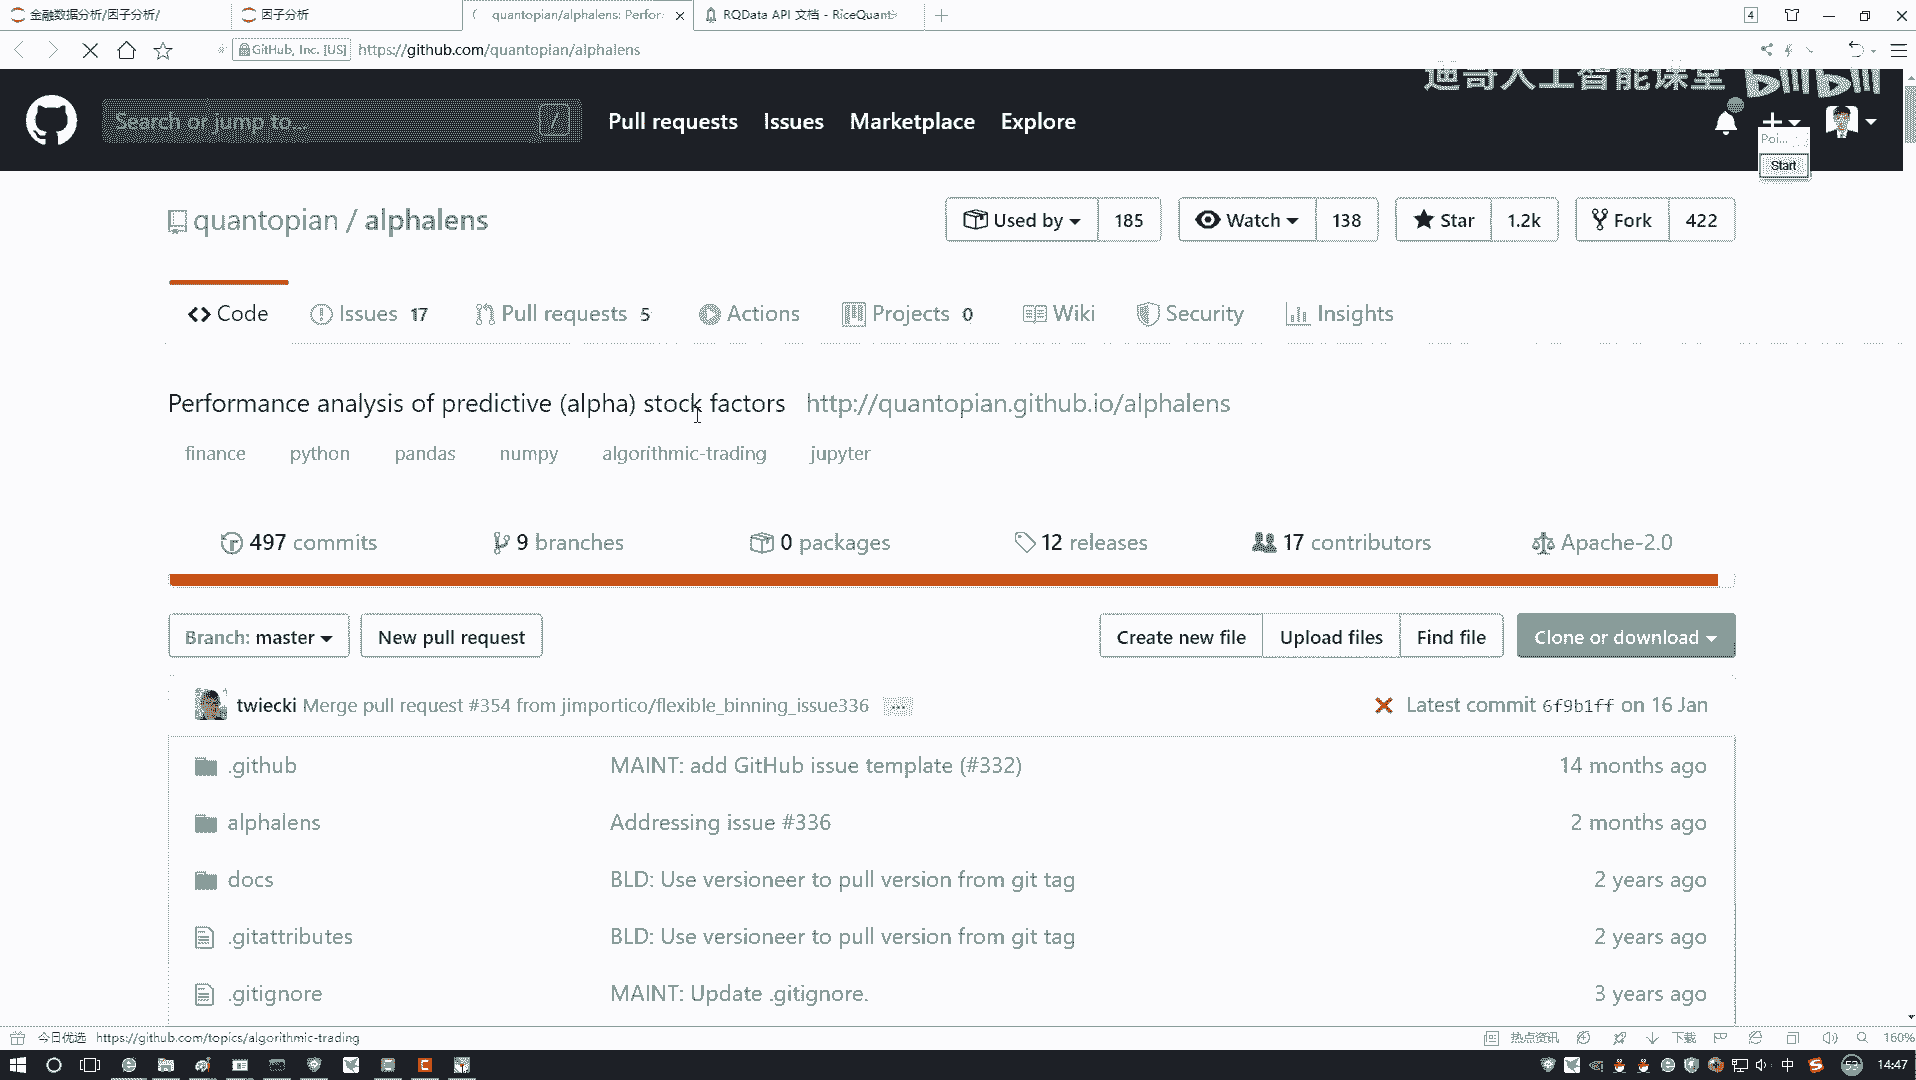 金融数据分析/因子分析/
因子分析
quantopian/alphalens: Perfor
RQData API 文档 - RiceQuant
4
GitHub, Inc. [US]
https://github.com/quantopian/alphalens
迪哥人工智能课堂 bilibili
Search or jump to...
/
Pull requests
Issues
Marketplace
Explore
Poi...
Start
quantopian / alphalens
Used by 185
Watch 138
Star 1.2k
Fork 422
Code
Issues 17
Pull requests 5
Actions
Projects 0
Wiki
Security
Insights
Performance analysis of predictive (alpha) stock factors http://quantopian.github.io/alphalens
finance python pandas numpy algorithmic-trading jupyter
497 commits
9 branches
0 packages
12 releases
17 contributors
Apache-2.0
Branch: master
New pull request
Create new file
Upload files
Find file
Clone or download
twiecki Merge pull request #354 from jimportico/flexible_binning_issue336 ...
Latest commit 6f9b1ff on 16 Jan
.github MAINT: add GitHub issue template (#332) 14 months ago
alphalens Addressing issue #336 2 months ago
docs BLD: Use versioneer to pull version from git tag 2 years ago
.gitattributes BLD: Use versioneer to pull version from git tag 2 years ago
.gitignore MAINT: Update .gitignore. 3 years ago
今日优选 https://github.com/topics/algorithmic-trading
热点资讯
下载
160%
中
53
14:47